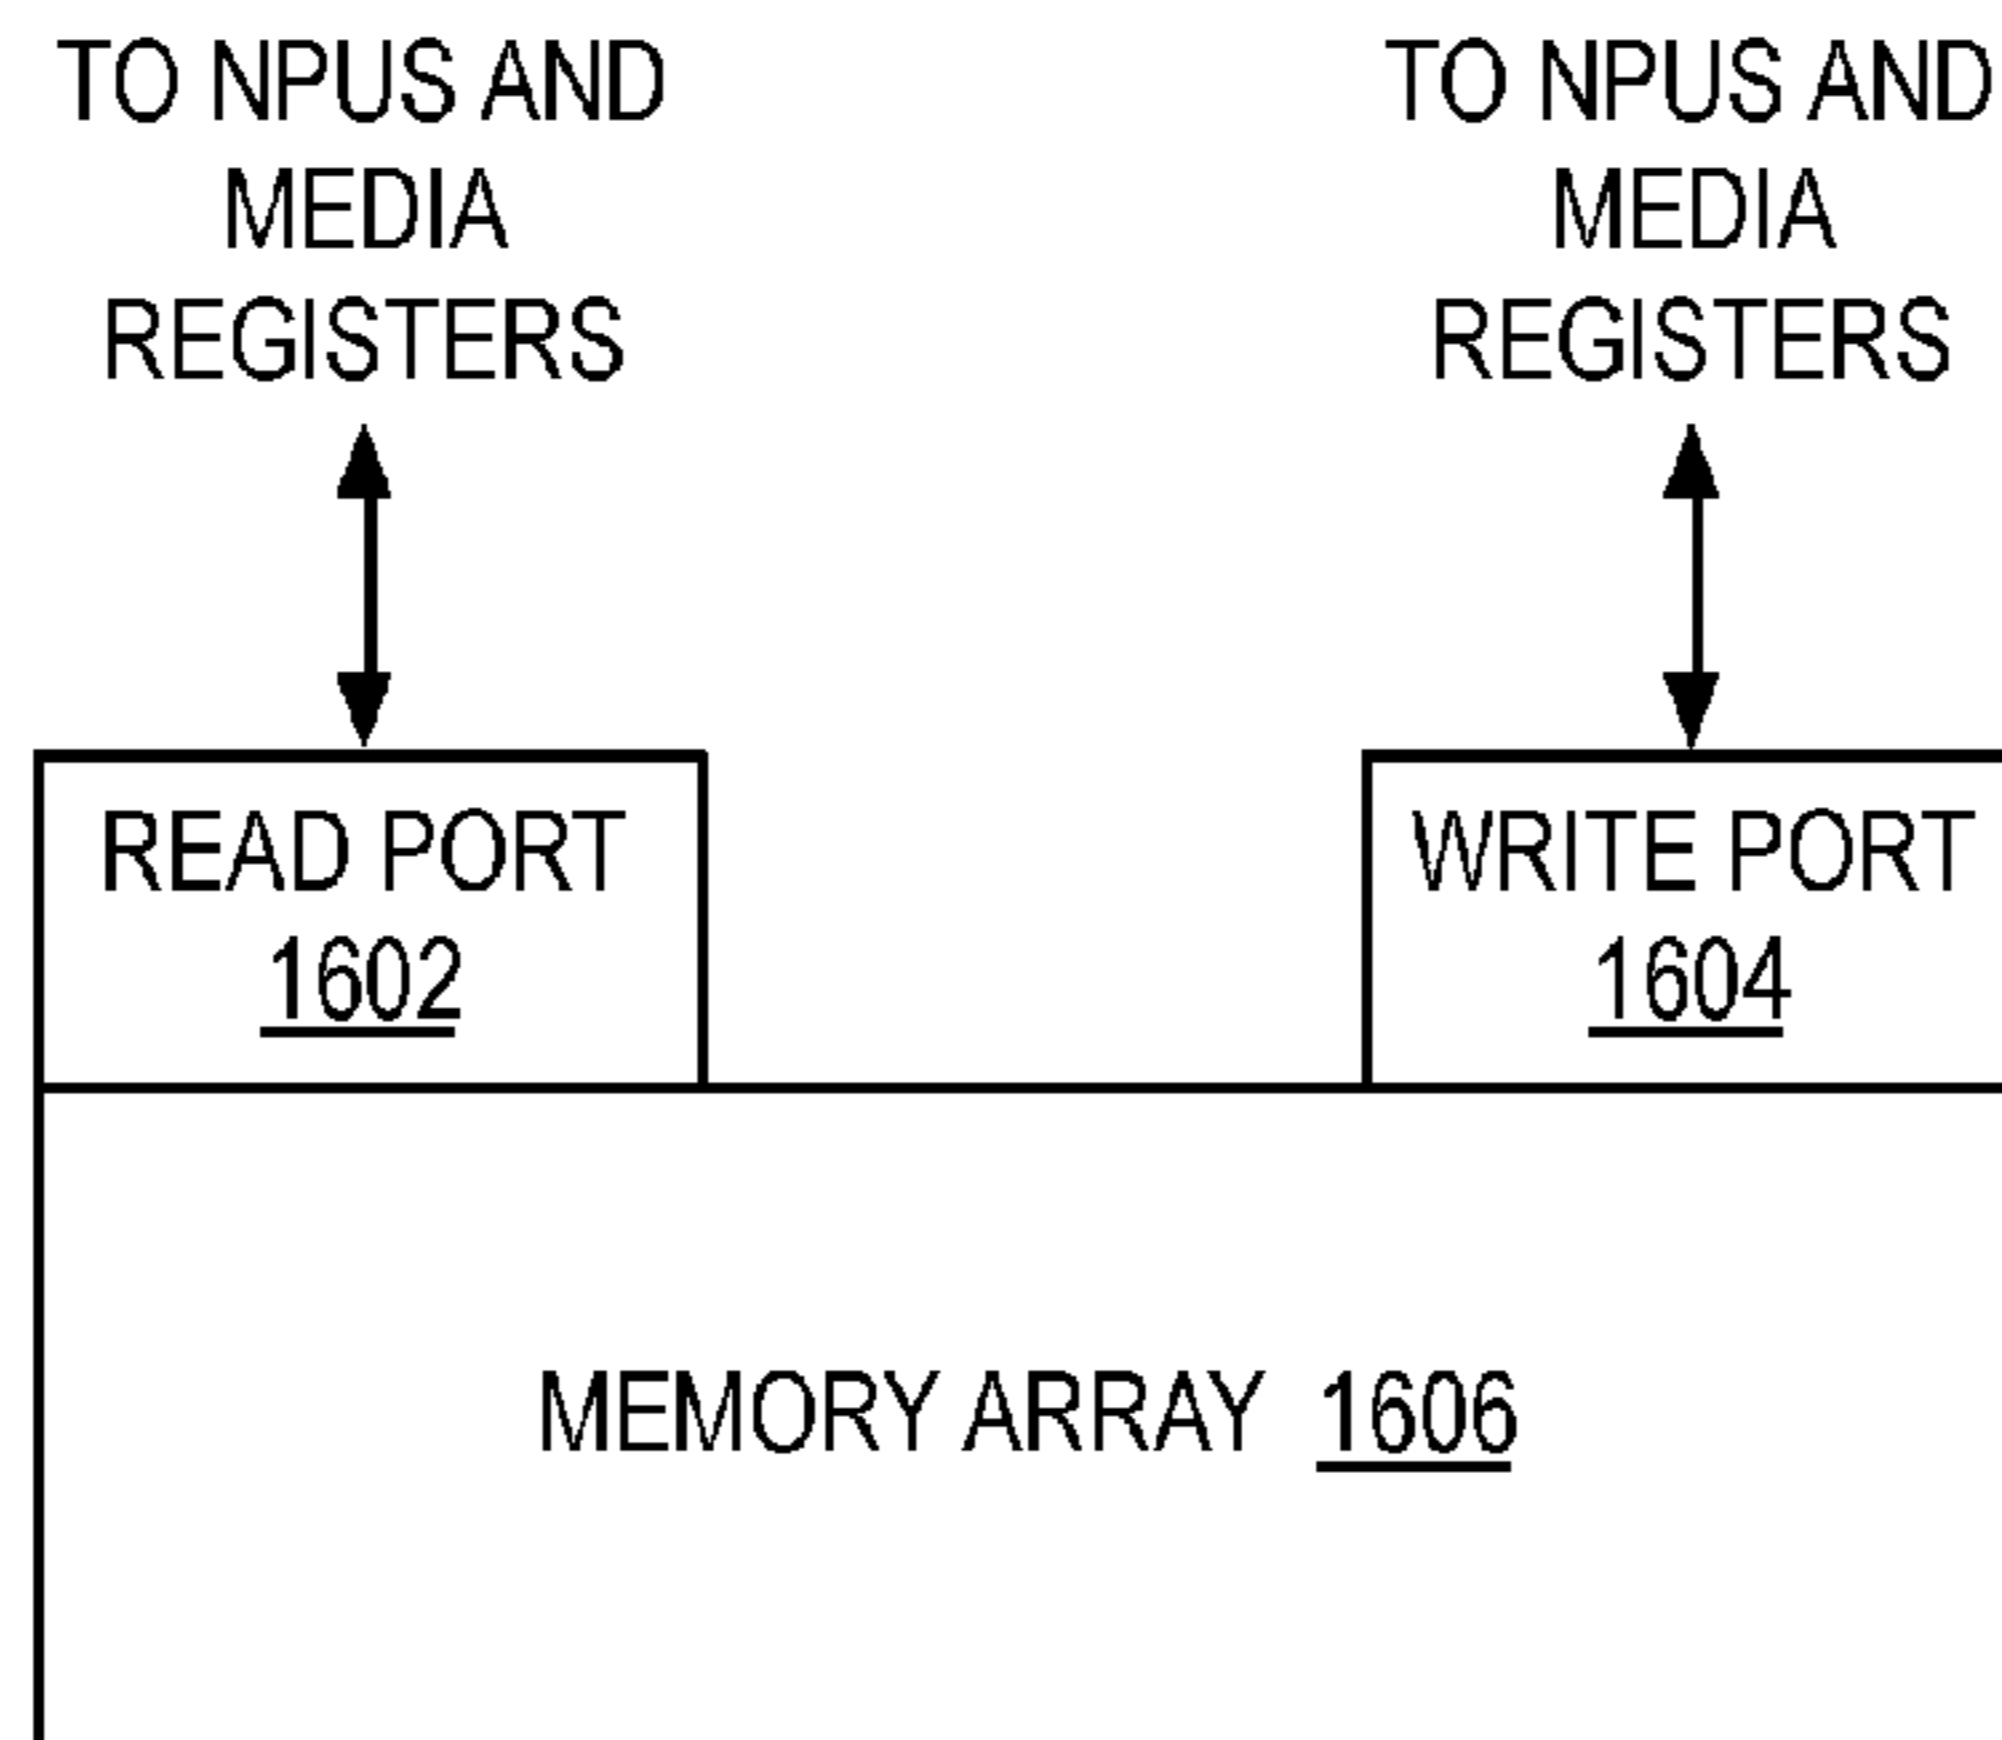 TO NPUS AND
MEDIA
REGISTERS
TO NPUS AND
MEDIA
REGISTERS
READ PORT
1602
WRITE PORT
1604
MEMORY ARRAY 1606